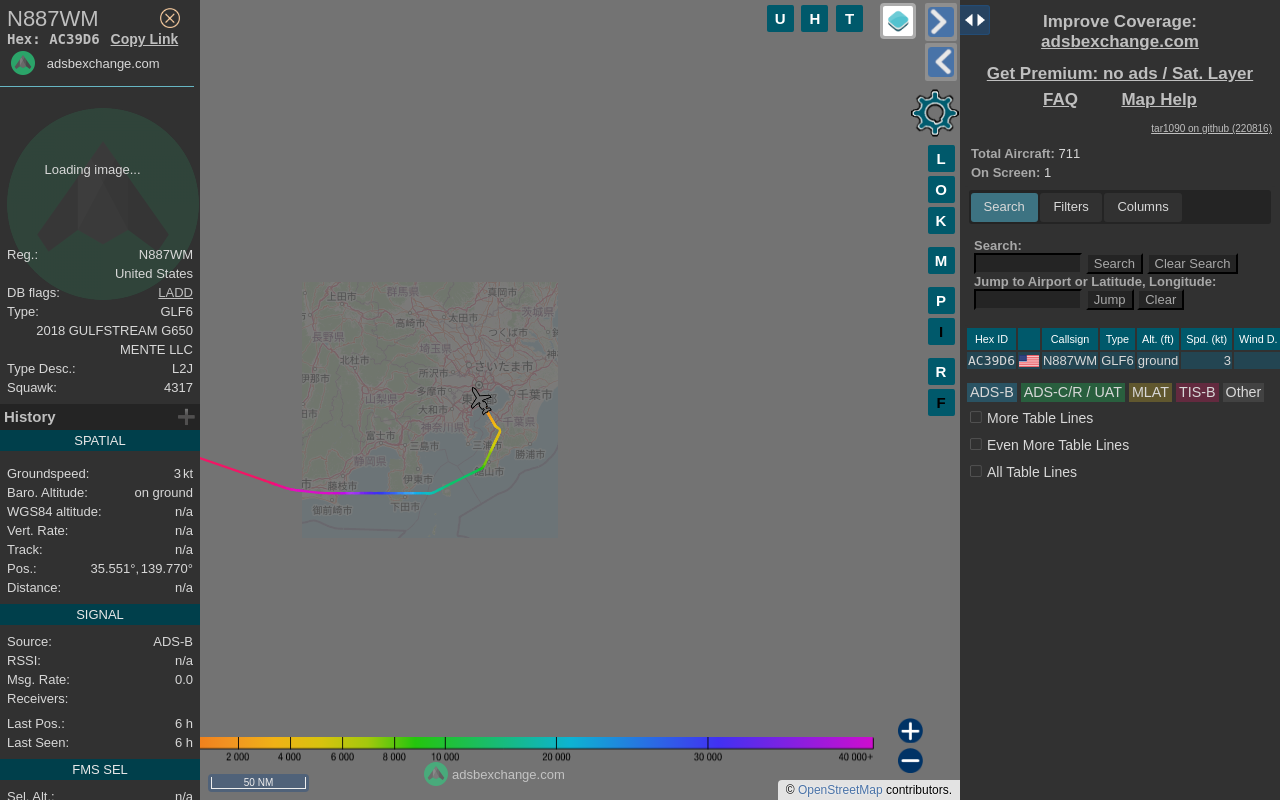 N887WM
Hex: AC39D6 Copy Link
adsbexchange.com
Loading image...
Reg.: N887WM
United States
DB flags: LADD
Type: GLF6
2018 GULFSTREAM G650
MENTE LLC
Type Desc.: L2J
Squawk: 4317
History
SPATIAL
Groundspeed: 3 kt
Baro. Altitude: on ground
WGS84 altitude: n/a
Vert. Rate: n/a
Track: n/a
Pos.: 35.551°, 139.770°
Distance: n/a
SIGNAL
Source: ADS-B
RSSI: n/a
Msg. Rate: 0.0
Receivers:
Last Pos.: 6 h
Last Seen: 6 h
FMS SEL
Sel. Alt.: n/a
U H T
L
O
K
M
P
I
R
F
上田市
群馬県
真岡市
高崎市
太田市
茨城県
つくば市
長野県
埼玉県
北杜市
さいたま市
所沢市
伊那市
多摩市
千葉市
山梨県
大和市
神奈川県
千葉県
富士市
三島市
勝浦市
静岡県
伊東市
館山市
藤枝市
下田市
御前崎市
2 000 4 000 6 000 8 000 10 000 20 000 30 000 40 000+
50 NM
adsbexchange.com
© OpenStreetMap contributors.
Improve Coverage:
adsbexchange.com
Get Premium: no ads / Sat. Layer
FAQ Map Help
tar1090 on github (220816)
Total Aircraft: 711
On Screen: 1
Search Filters Columns
Search:
Search Clear Search
Jump to Airport or Latitude, Longitude:
Jump Clear
Hex ID Callsign Type Alt. (ft) Spd. (kt) Wind D.
AC39D6 N887WM GLF6 ground 3
ADS-B ADS-C/R / UAT MLAT TIS-B Other
More Table Lines
Even More Table Lines
All Table Lines